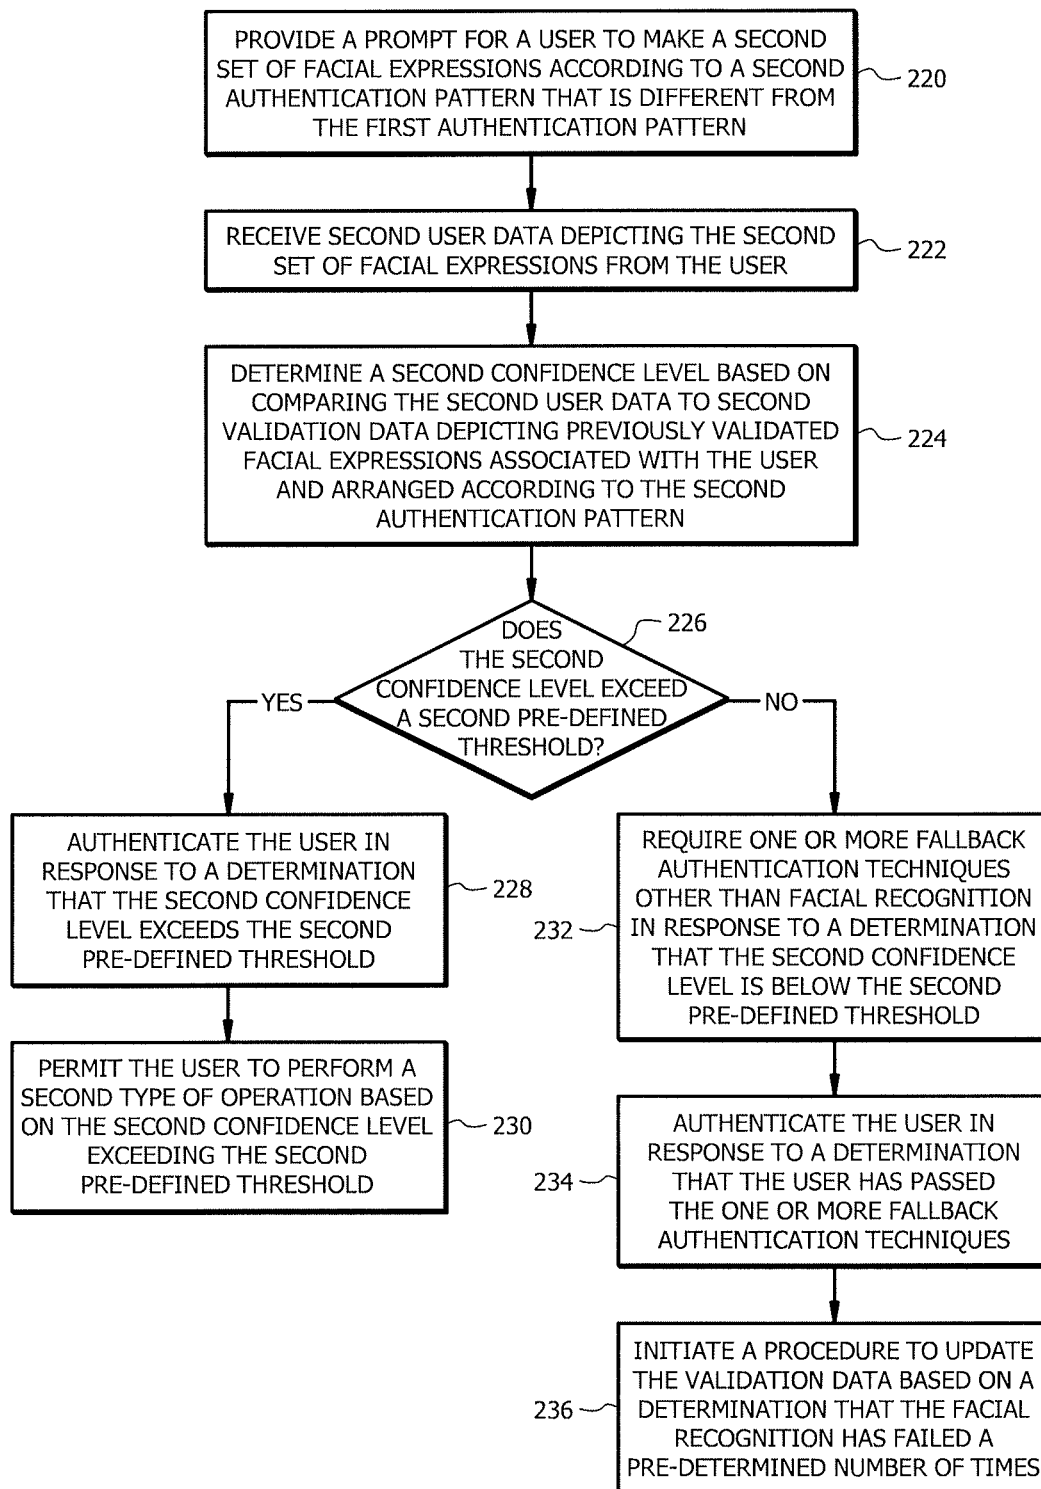 PROVIDE A PROMPT FOR A USER TO MAKE A SECOND
SET OF FACIAL EXPRESSIONS ACCORDING TO A SECOND
AUTHENTICATION PATTERN THAT IS DIFFERENT FROM
THE FIRST AUTHENTICATION PATTERN
220
RECEIVE SECOND USER DATA DEPICTING THE SECOND
SET OF FACIAL EXPRESSIONS FROM THE USER
222
DETERMINE A SECOND CONFIDENCE LEVEL BASED ON
COMPARING THE SECOND USER DATA TO SECOND
VALIDATION DATA DEPICTING PREVIOUSLY VALIDATED
FACIAL EXPRESSIONS ASSOCIATED WITH THE USER
AND ARRANGED ACCORDING TO THE SECOND
AUTHENTICATION PATTERN
224
DOES
THE SECOND
CONFIDENCE LEVEL EXCEED
A SECOND PRE-DEFINED
THRESHOLD?
226
YES
NO
AUTHENTICATE THE USER IN
RESPONSE TO A DETERMINATION
THAT THE SECOND CONFIDENCE
LEVEL EXCEEDS THE SECOND
PRE-DEFINED THRESHOLD
228
PERMIT THE USER TO PERFORM A
SECOND TYPE OF OPERATION BASED
ON THE SECOND CONFIDENCE LEVEL
EXCEEDING THE SECOND
PRE-DEFINED THRESHOLD
230
REQUIRE ONE OR MORE FALLBACK
AUTHENTICATION TECHNIQUES
OTHER THAN FACIAL RECOGNITION
IN RESPONSE TO A DETERMINATION
THAT THE SECOND CONFIDENCE
LEVEL IS BELOW THE SECOND
PRE-DEFINED THRESHOLD
232
AUTHENTICATE THE USER IN
RESPONSE TO A DETERMINATION
THAT THE USER HAS PASSED
THE ONE OR MORE FALLBACK
AUTHENTICATION TECHNIQUES
234
INITIATE A PROCEDURE TO UPDATE
THE VALIDATION DATA BASED ON A
DETERMINATION THAT THE FACIAL
RECOGNITION HAS FAILED A
PRE-DETERMINED NUMBER OF TIMES
236